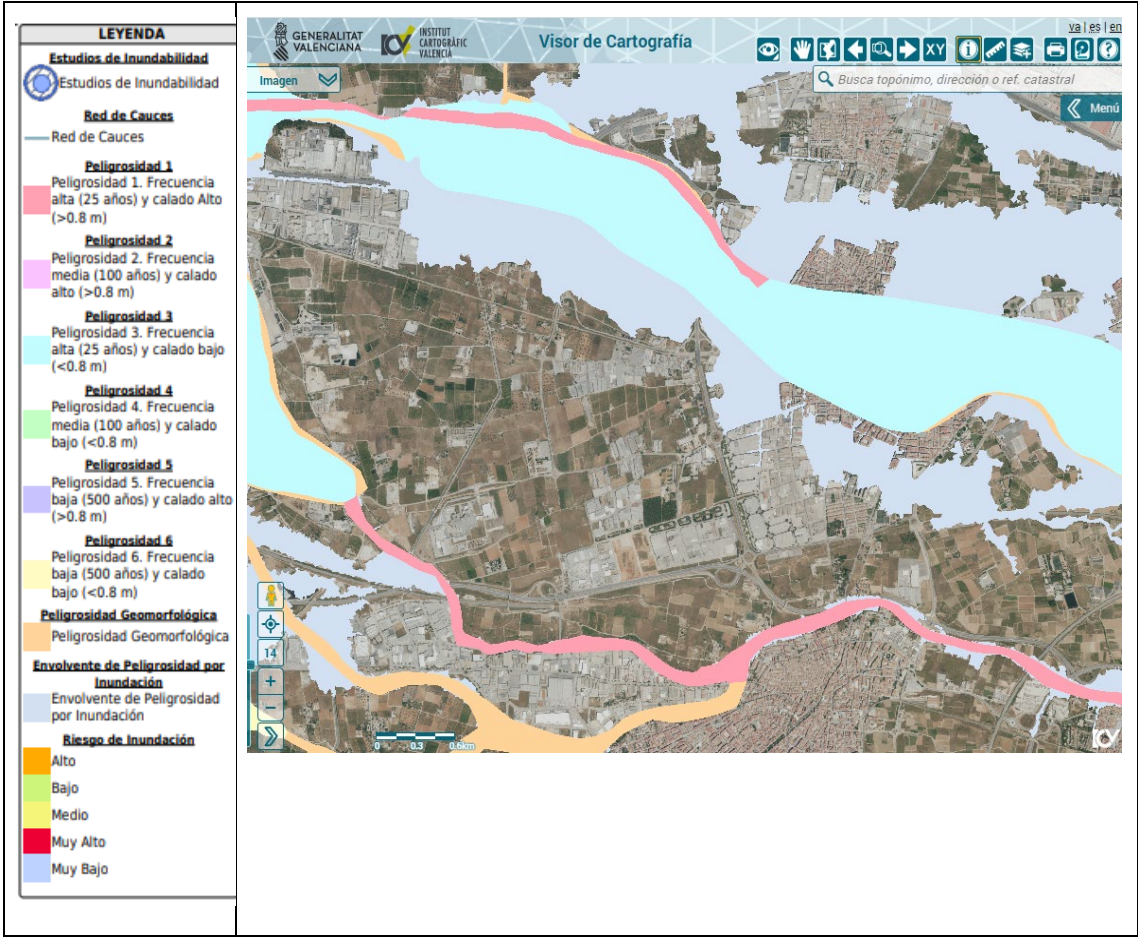 LEYENDA
Estudios de Inundabilidad
Estudios de Inundabilidad
Red de Cauces
Red de Cauces
Peligrosidad 1
Peligrosidad 1. Frecuencia
alta (25 años) y calado Alto
(>0.8 m)
Peligrosidad 2
Peligrosidad 2. Frecuencia
media (100 años) y calado
alto (>0.8 m)
Peligrosidad 3
Peligrosidad 3. Frecuencia
alta (25 años) y calado bajo
(<0.8 m)
Peligrosidad 4
Peligrosidad 4. Frecuencia
media (100 años) y calado
bajo (<0.8 m)
Peligrosidad 5
Peligrosidad 5. Frecuencia
baja (500 años) y calado alto
(>0.8 m)
Peligrosidad 6
Peligrosidad 6. Frecuencia
baja (500 años) y calado
bajo (<0.8 m)
Peligrosidad Geomorfológica
Peligrosidad Geomorfológica
Envolvente de Peligrosidad por
Inundación
Envolvente de Peligrosidad
por Inundación
Riesgo de Inundación
Alto
Bajo
Medio
Muy Alto
Muy Bajo
GENERALITAT
VALENCIANA
INSTITUT
CARTOGRÀFIC
VALENCIÀ
Visor de Cartografía
va | es | en
XY
Imagen
Busca topónimo, dirección o ref. catastral
Menú
14
+
−
0 0.3 0.6km